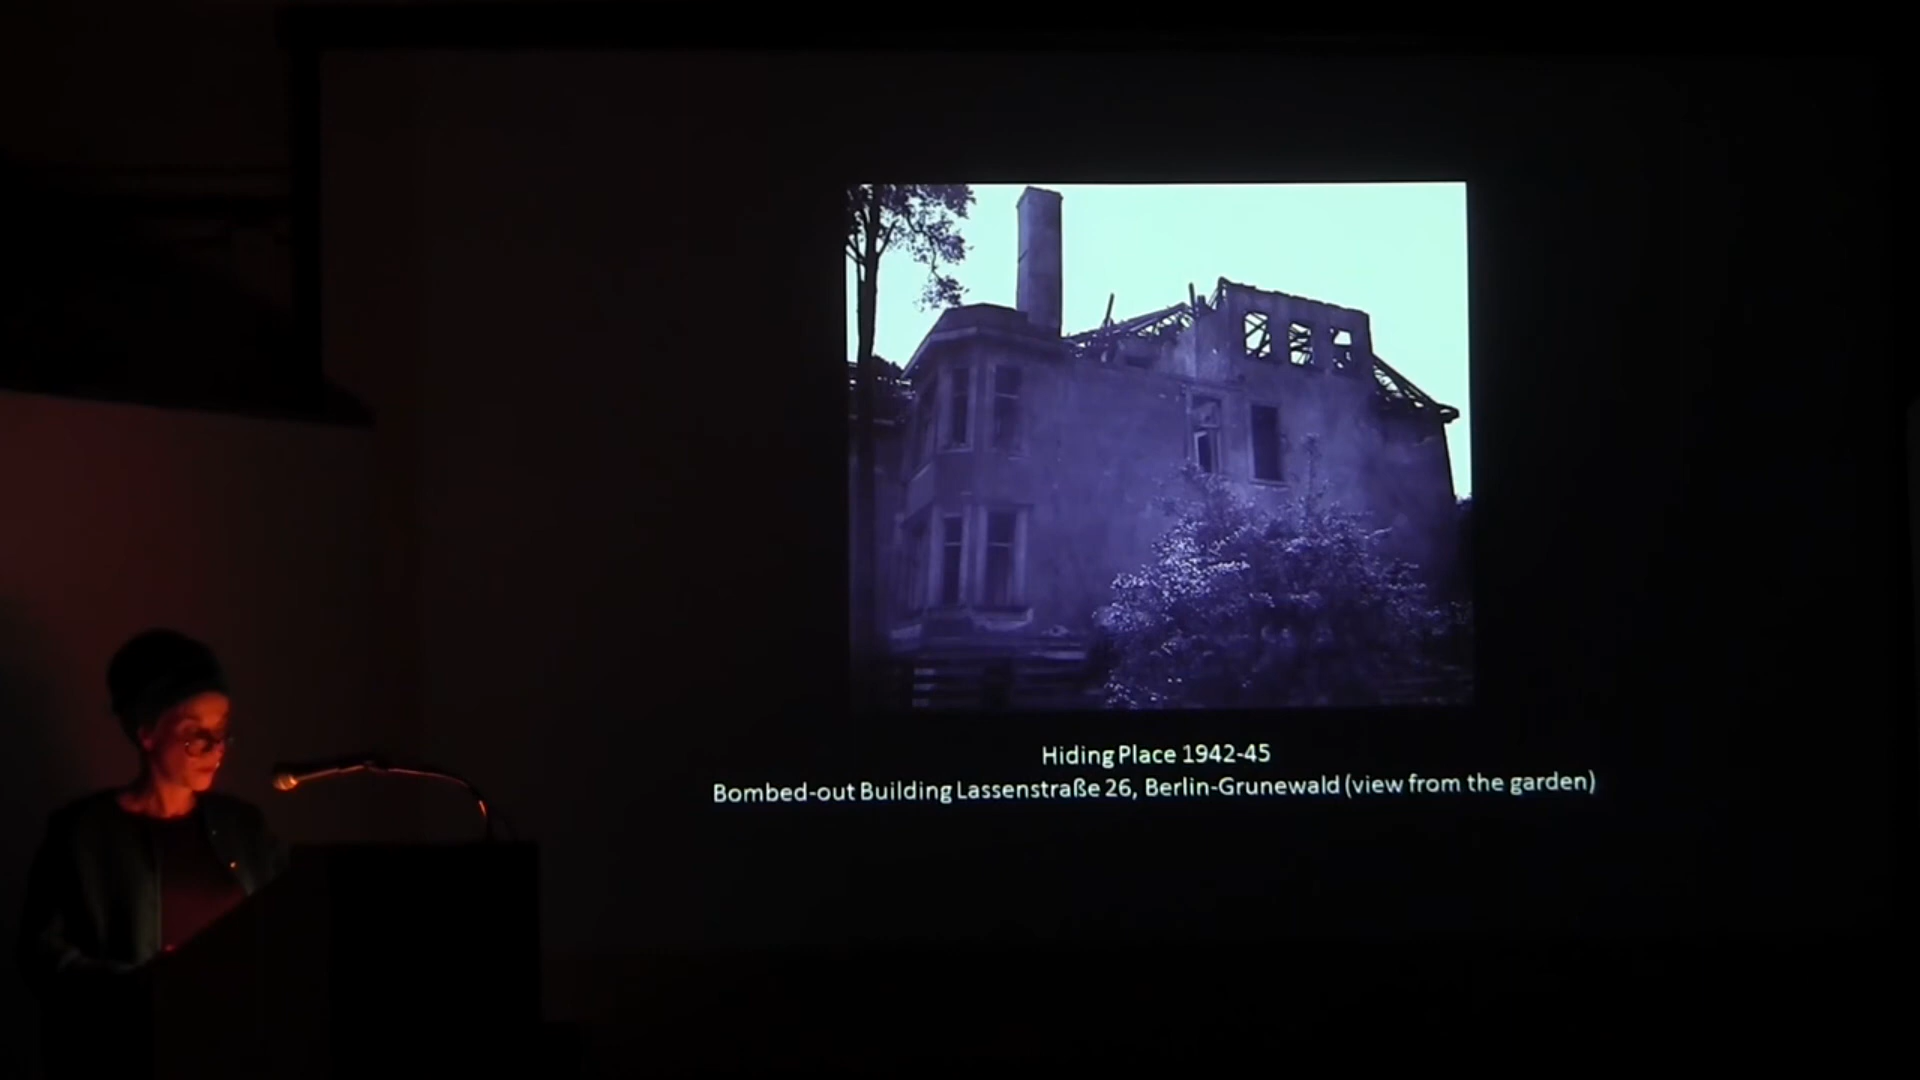 Hiding Place 1942-45
Bombed-out Building Lassenstraße 26, Berlin-Grunewald (view from the garden)